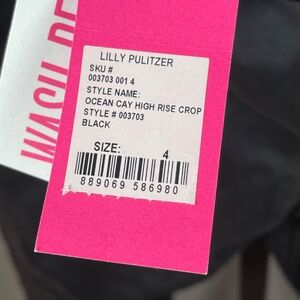 LILLY PULITZER
SKU #
003703 001 4
STYLE NAME:
OCEAN CAY HIGH RISE CROP
STYLE # 003703
BLACK
SIZE: 4
889069 586980
WASH